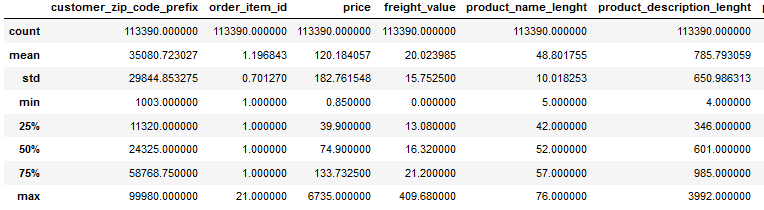 customer_zip_code_prefix order_item_id price freight_value product_name_lenght product_description_lenght
count 113390.000000 113390.000000 113390.000000 113390.000000 113390.000000 113390.000000
mean 35080.723027 1.196843 120.184057 20.023985 48.801755 785.793059
std 29844.853275 0.701270 182.761548 15.752500 10.018253 650.986313
min 1003.000000 1.000000 0.850000 0.000000 5.000000 4.000000
25% 11320.000000 1.000000 39.900000 13.080000 42.000000 346.000000
50% 24325.000000 1.000000 74.900000 16.320000 52.000000 601.000000
75% 58768.750000 1.000000 133.732500 21.200000 57.000000 985.000000
max 99980.000000 21.000000 6735.000000 409.680000 76.000000 3992.000000